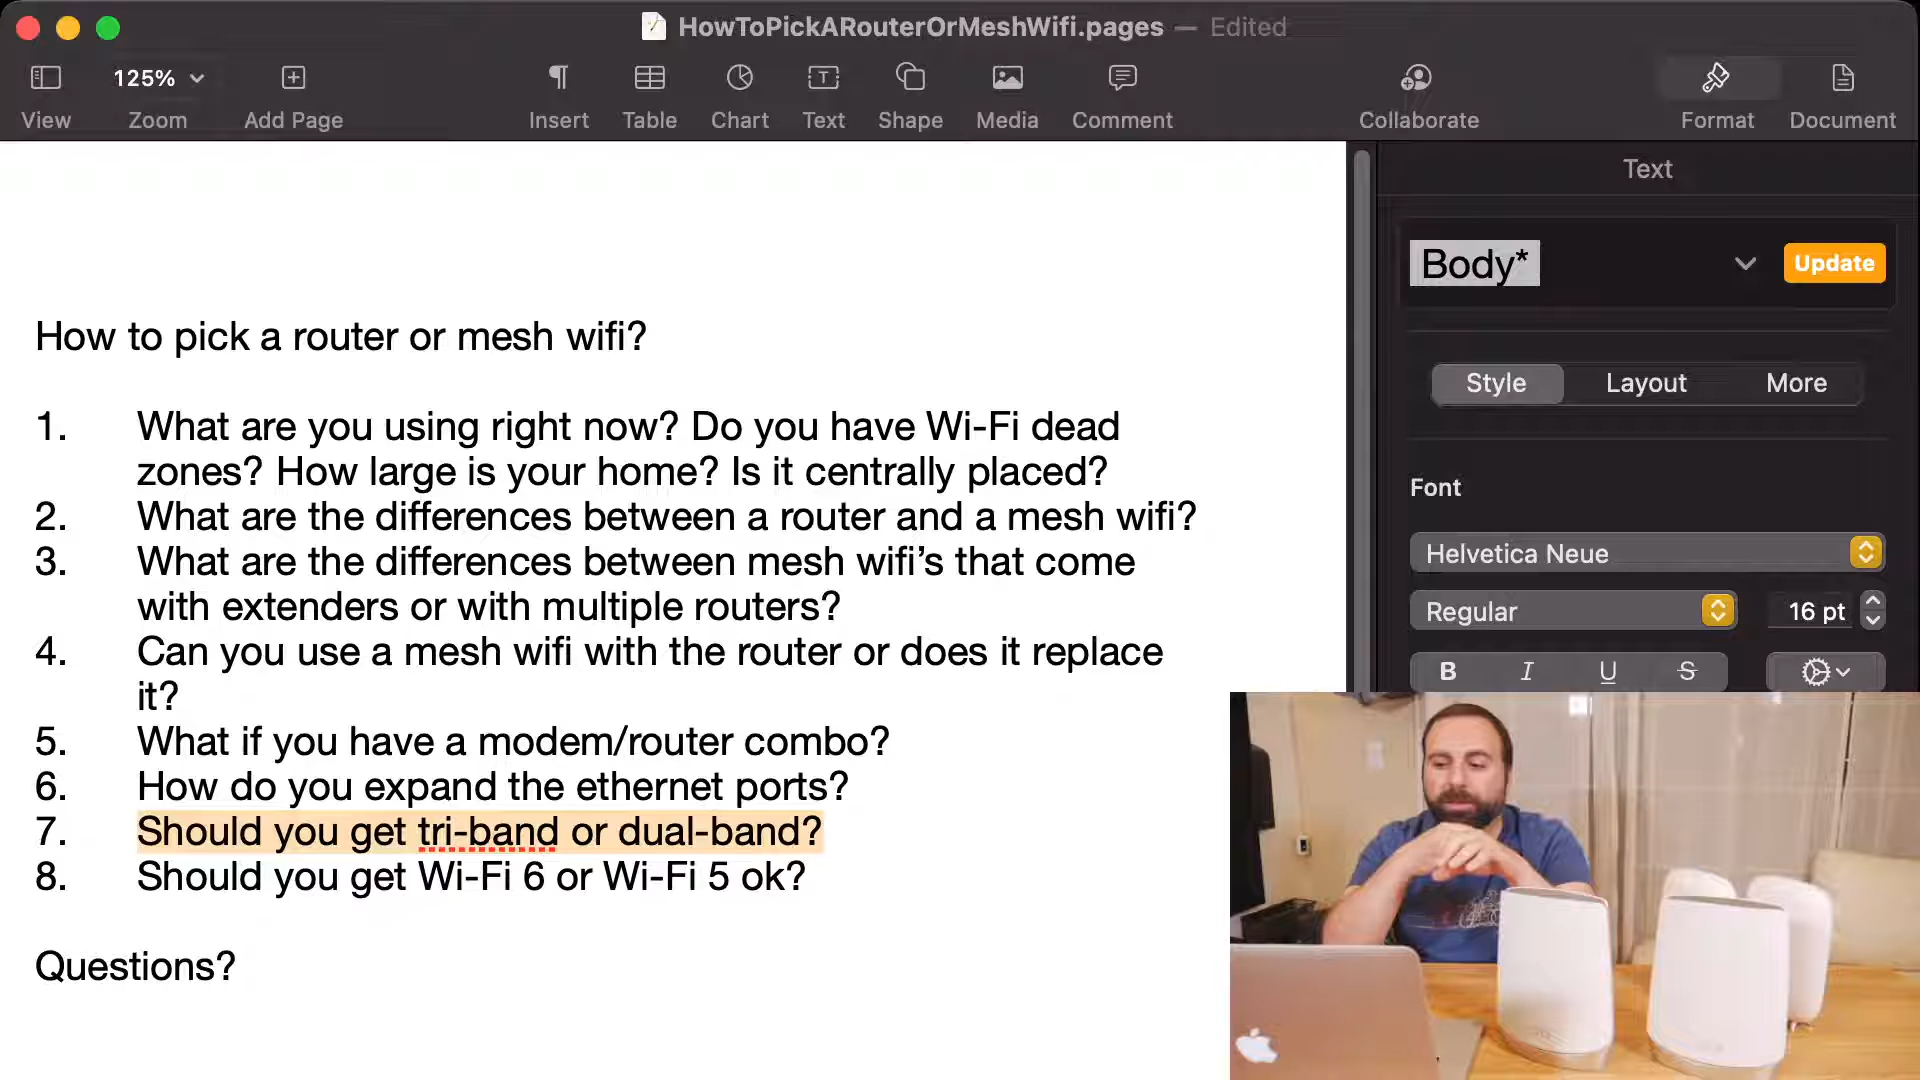 HowToPickARouterOrMeshWifi.pages — Edited
125%
View Zoom Add Page Insert Table Chart Text Shape Media Comment Collaborate Format Document
Text
Body* Update
Style Layout More
Font
Helvetica Neue
Regular 16 pt
B I U S
How to pick a router or mesh wifi?
1. What are you using right now? Do you have Wi-Fi dead
zones? How large is your home? Is it centrally placed?
2. What are the differences between a router and a mesh wifi?
3. What are the differences between mesh wifi’s that come
with extenders or with multiple routers?
4. Can you use a mesh wifi with the router or does it replace
it?
5. What if you have a modem/router combo?
6. How do you expand the ethernet ports?
7. Should you get tri-band or dual-band?
8. Should you get Wi-Fi 6 or Wi-Fi 5 ok?
Questions?